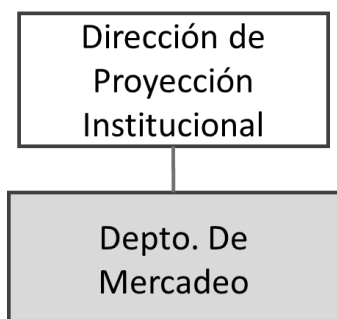 Dirección de
Proyección
Institucional
Depto. De
Mercadeo